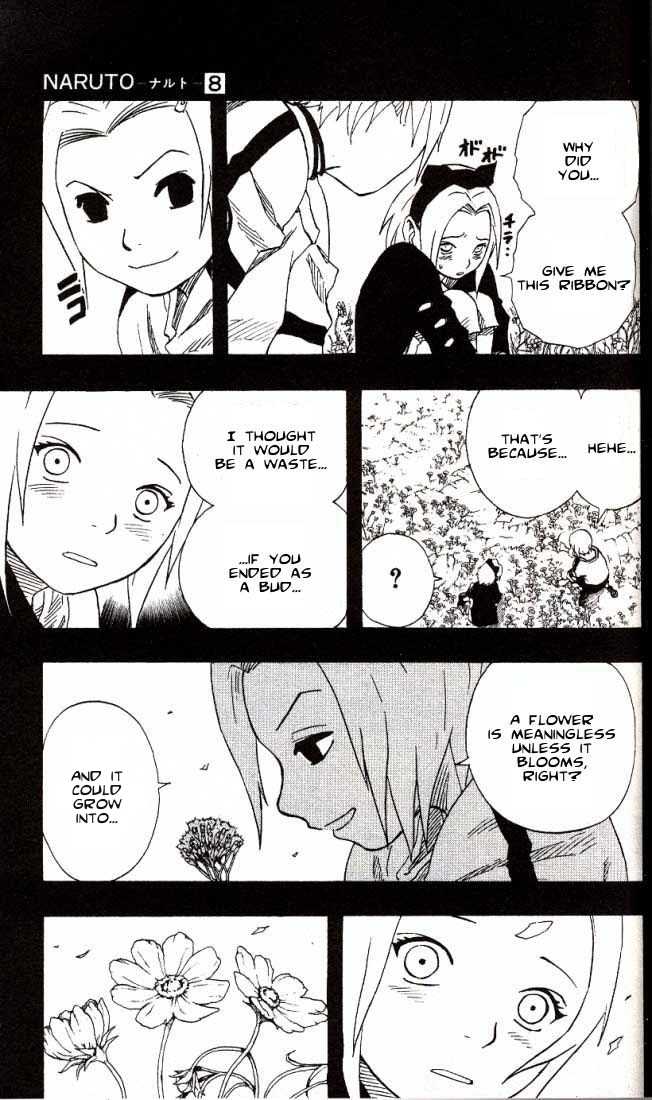 NARUTO—ナルト—8
WHY
DID
YOU...
GIVE ME
THIS RIBBON?
オド
オド
チラ...
HEHE...
THAT'S
BECAUSE...
?
I THOUGHT
IT WOULD
BE A WASTE...
...IF YOU
ENDED AS
A BUD...
A FLOWER
IS MEANINGLESS
UNLESS IT
BLOOMS,
RIGHT?
AND IT
COULD
GROW
INTO...